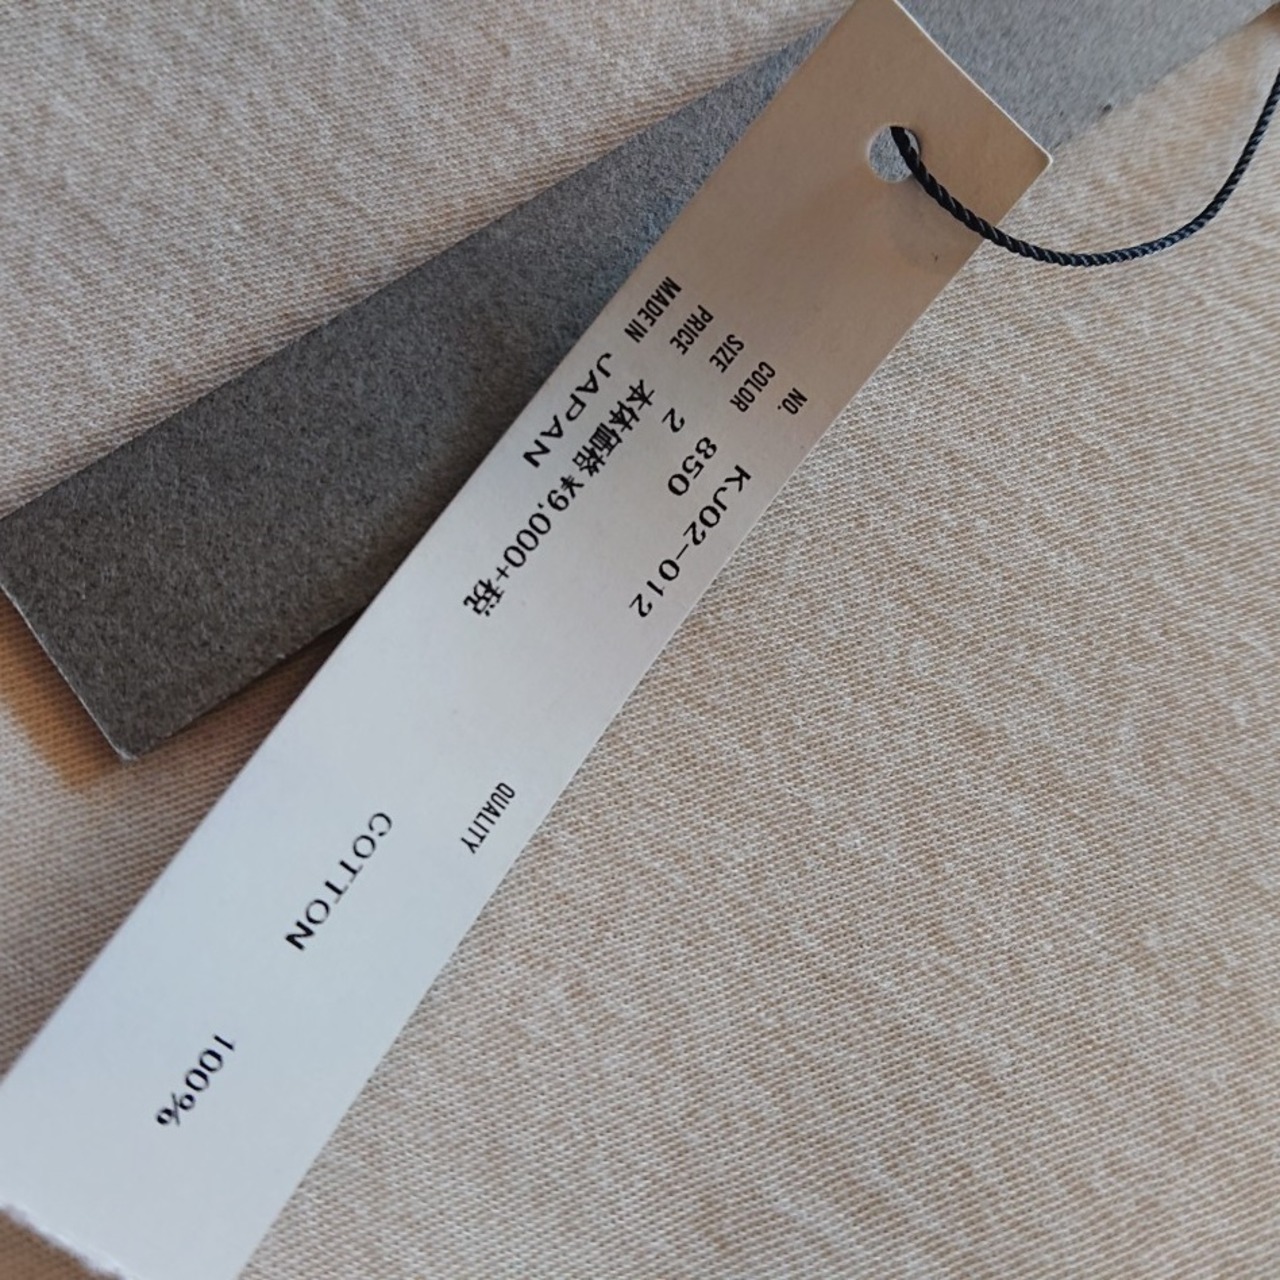 NO. KJ02-012
COLOR 850
SIZE 2
PRICE 本体価格 ¥9,000+税
MADE IN JAPAN
QUALITY
COTTON 100%